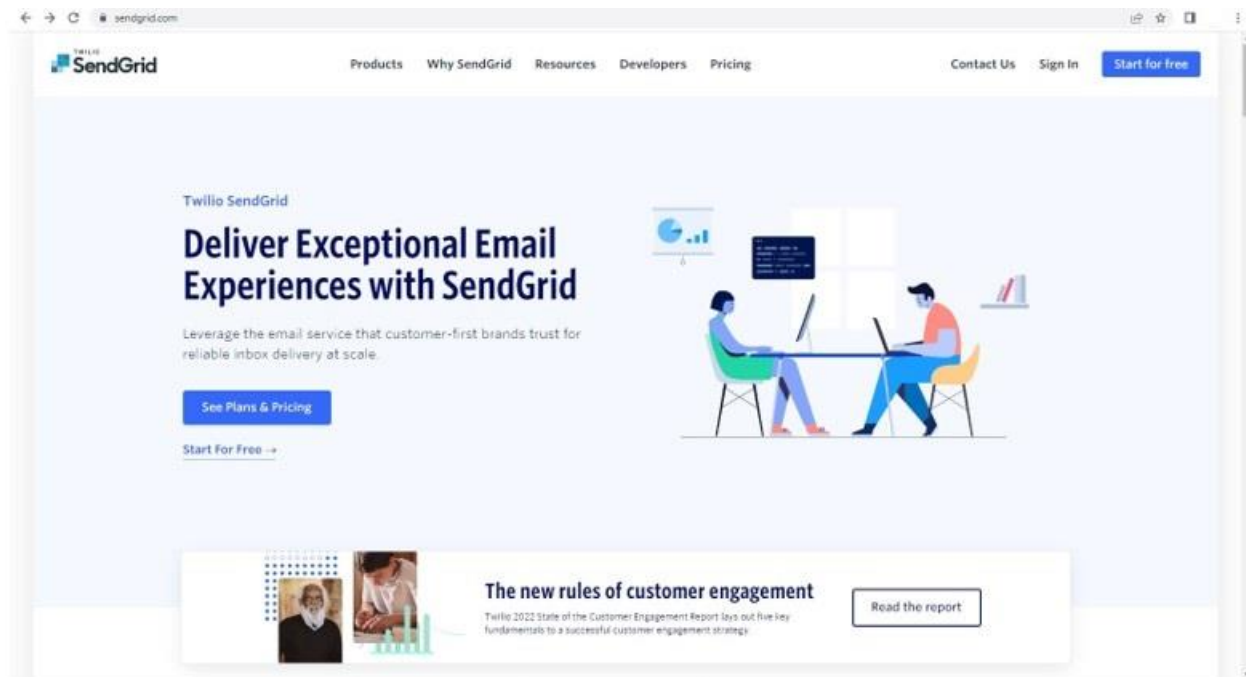 sendgrid.com
TWILIO
SendGrid
Products Why SendGrid Resources Developers Pricing Contact Us Sign In Start for free
Twilio SendGrid
Deliver Exceptional Email
Experiences with SendGrid
Leverage the email service that customer-first brands trust for
reliable inbox delivery at scale.
See Plans & Pricing
Start For Free →
The new rules of customer engagement
Twilio 2022 State of the Customer Engagement Report lays out five key
fundamentals to a successful customer engagement strategy.
Read the report